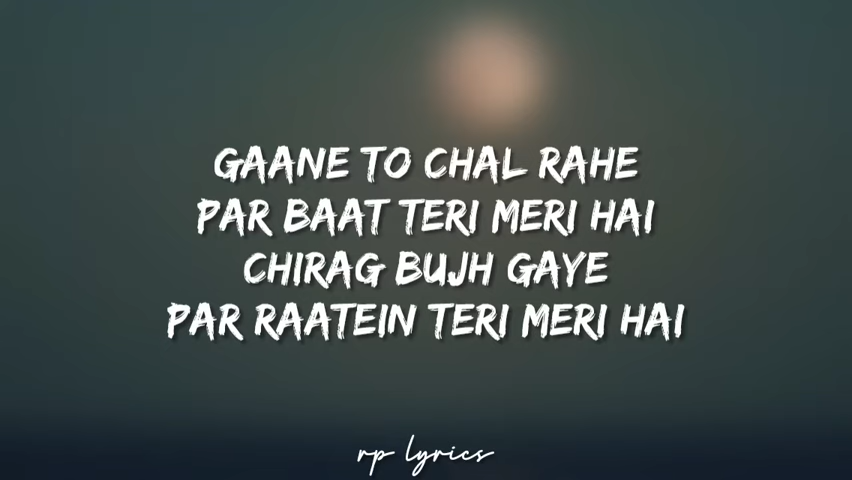 GAANE TO CHAL RAHE
PAR BAAT TERI MERI HAI
CHIRAG BUJH GAYE
PAR RAATEIN TERI MERI HAI
rp lyrics